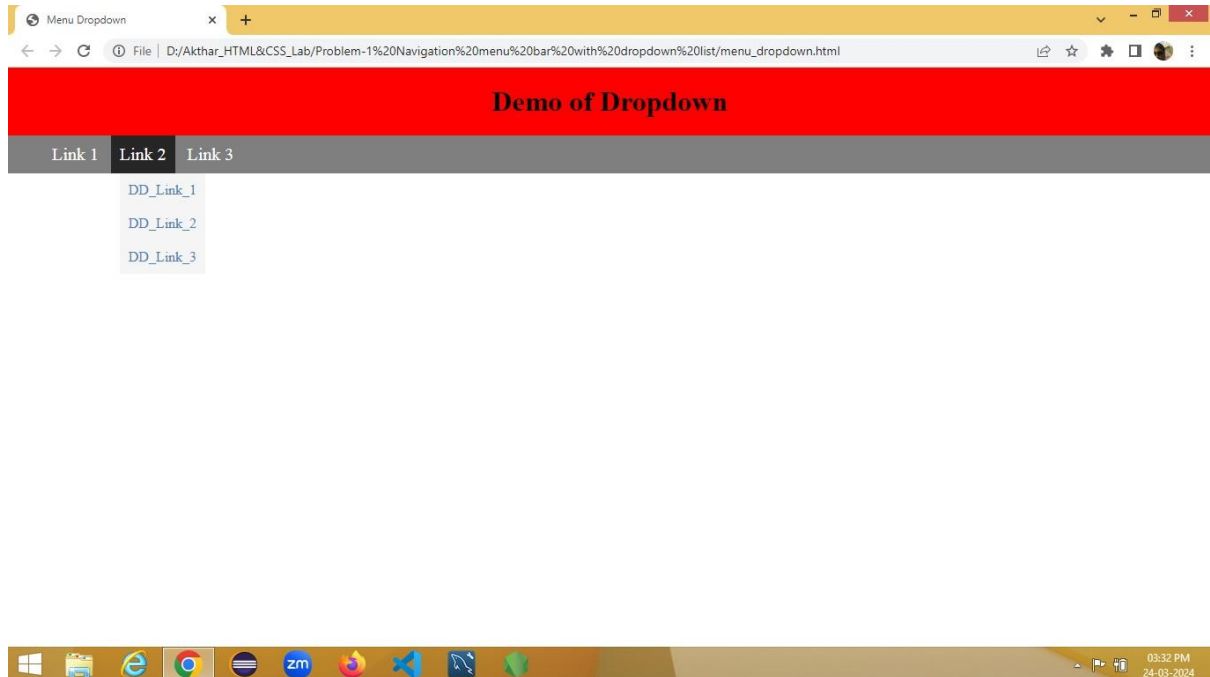 Menu Dropdown
File | D:/Akthar_HTML&CSS_Lab/Problem-1%20Navigation%20menu%20bar%20with%20dropdown%20list/menu_dropdown.html
Demo of Dropdown
Link 1 Link 2 Link 3
DD_Link_1
DD_Link_2
DD_Link_3
zm
03:32 PM
24-03-2024